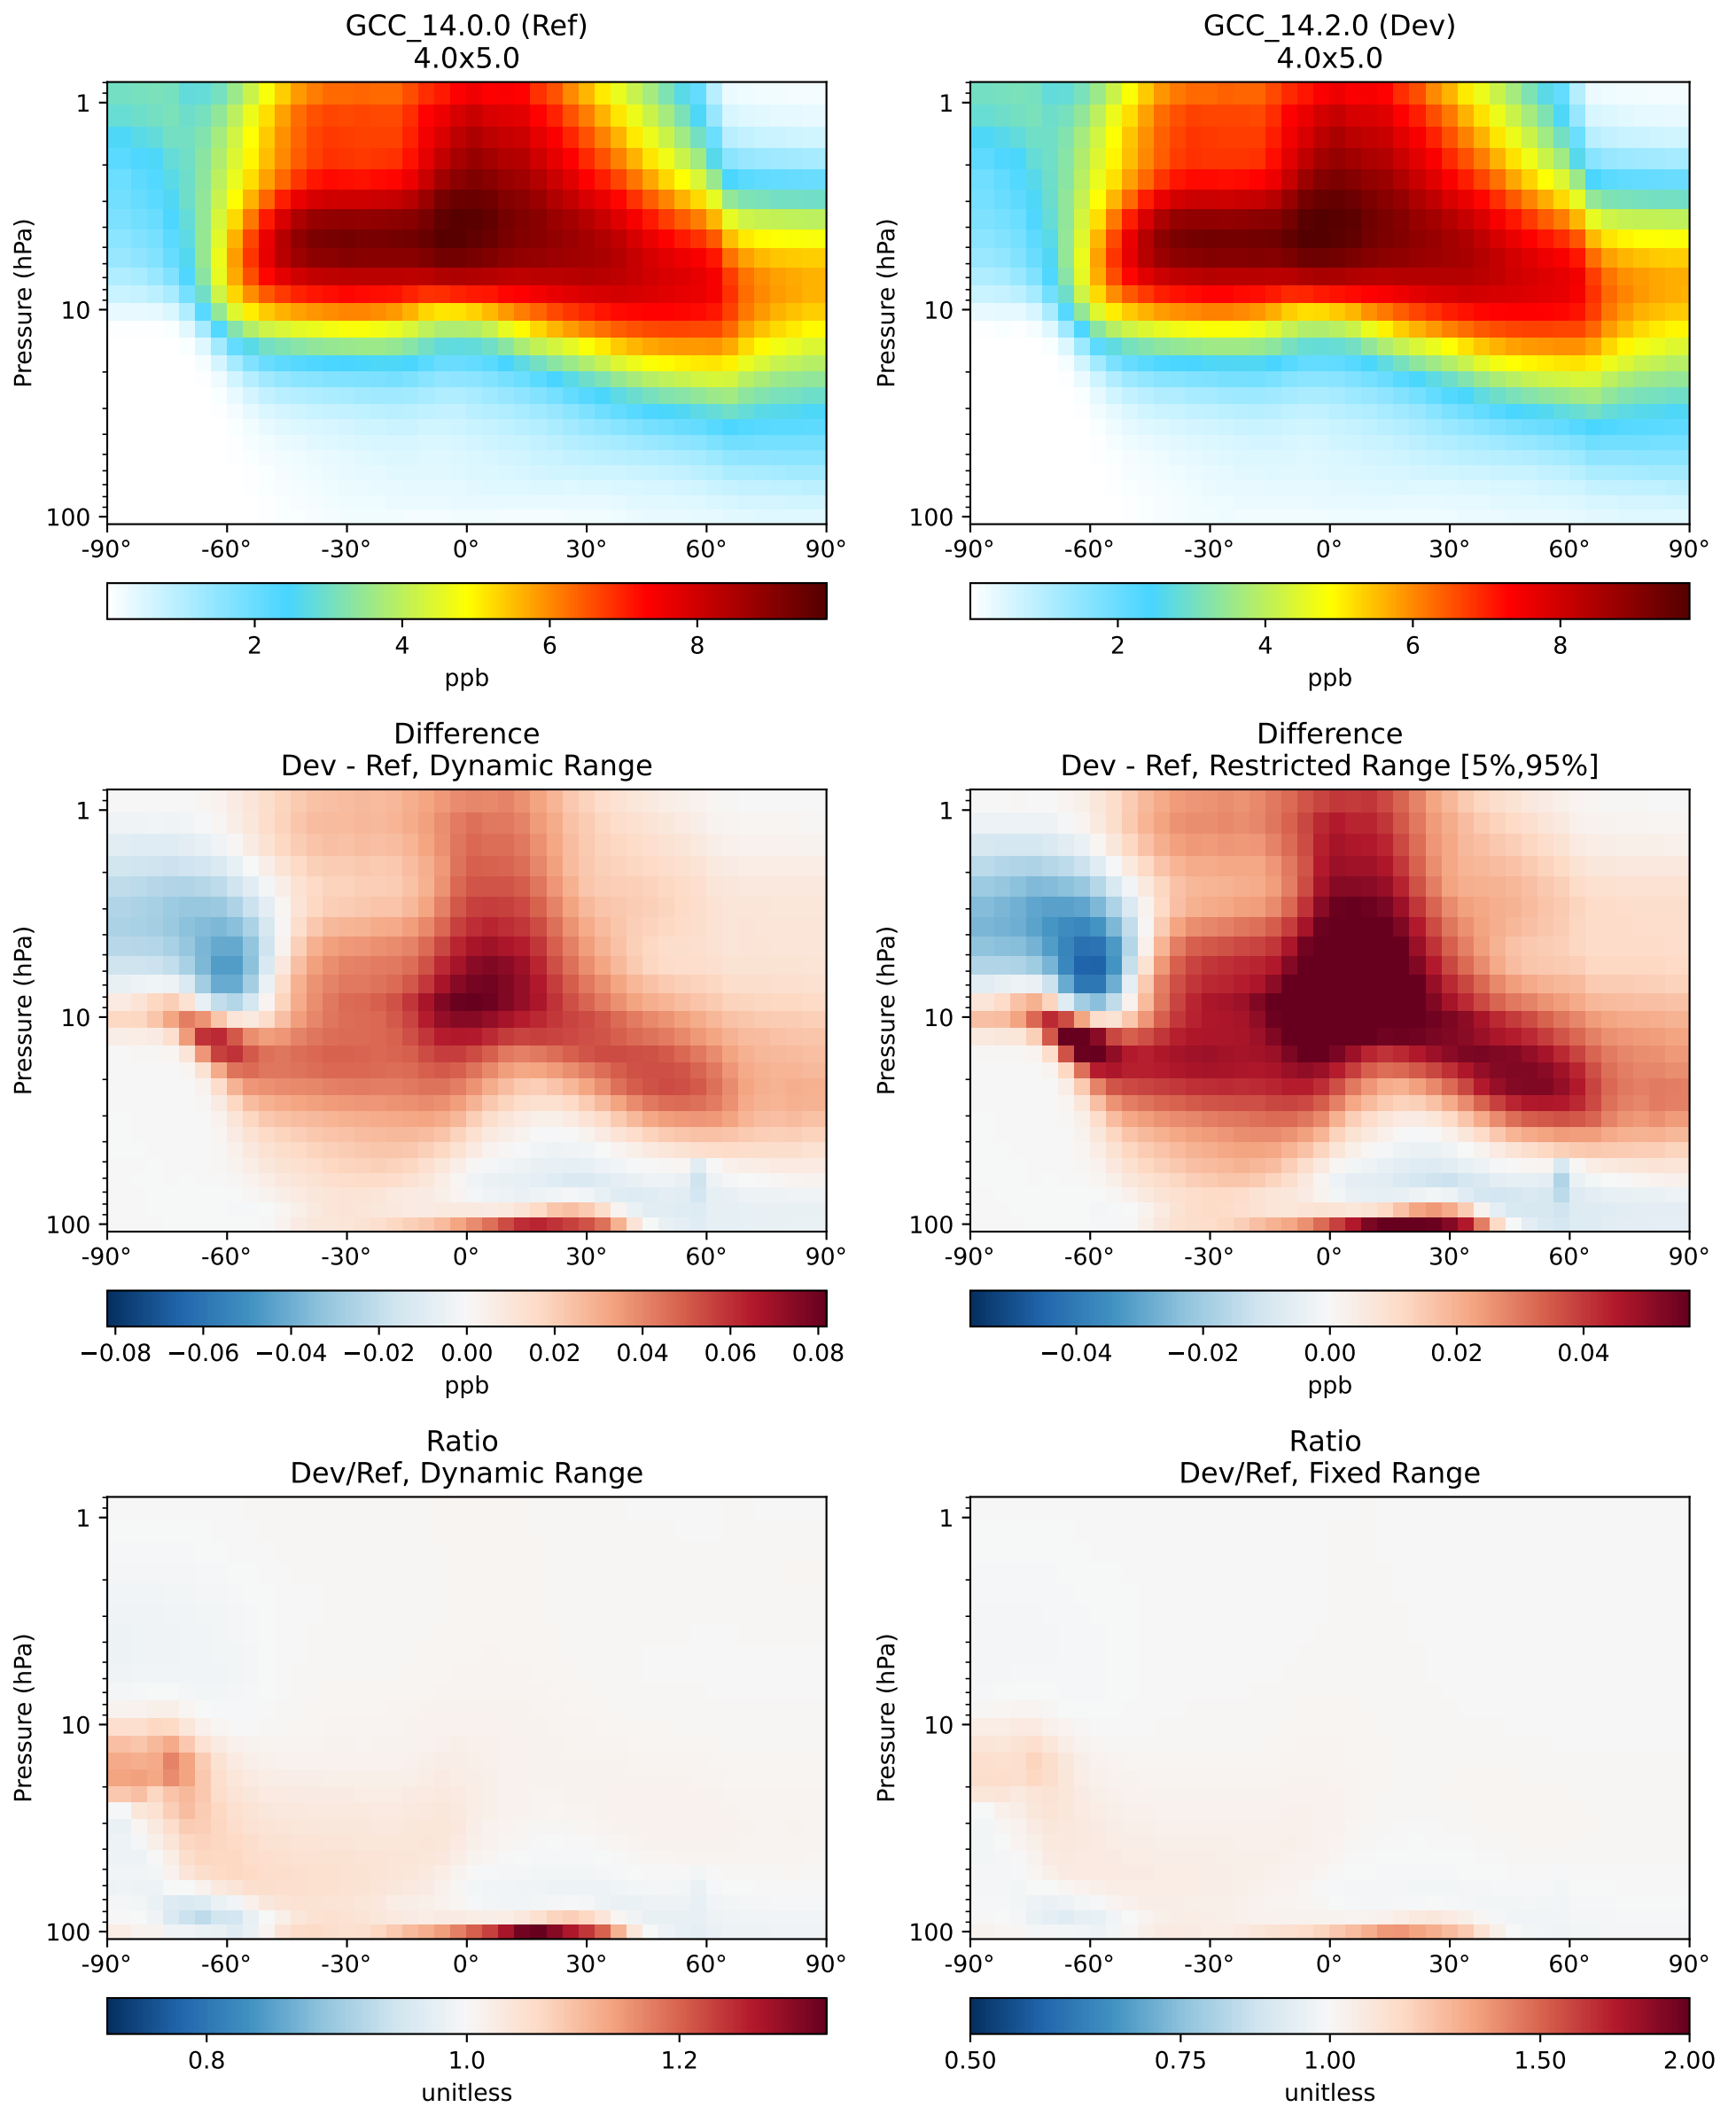 GCC_14.0.0 (Ref)
4.0x5.0
Pressure (hPa)
1
10
100
-90° -60° -30° 0° 30° 60° 90°
2 4 6 8
ppb
GCC_14.2.0 (Dev)
4.0x5.0
Pressure (hPa)
1
10
100
-90° -60° -30° 0° 30° 60° 90°
2 4 6 8
ppb
Difference
Dev - Ref, Dynamic Range
Pressure (hPa)
1
10
100
-90° -60° -30° 0° 30° 60° 90°
−0.08 −0.06 −0.04 −0.02 0.00 0.02 0.04 0.06 0.08
ppb
Difference
Dev - Ref, Restricted Range [5%,95%]
Pressure (hPa)
1
10
100
-90° -60° -30° 0° 30° 60° 90°
−0.04 −0.02 0.00 0.02 0.04
ppb
Ratio
Dev/Ref, Dynamic Range
Pressure (hPa)
1
10
100
-90° -60° -30° 0° 30° 60° 90°
0.8 1.0 1.2
unitless
Ratio
Dev/Ref, Fixed Range
Pressure (hPa)
1
10
100
-90° -60° -30° 0° 30° 60° 90°
0.50 0.75 1.00 1.50 2.00
unitless